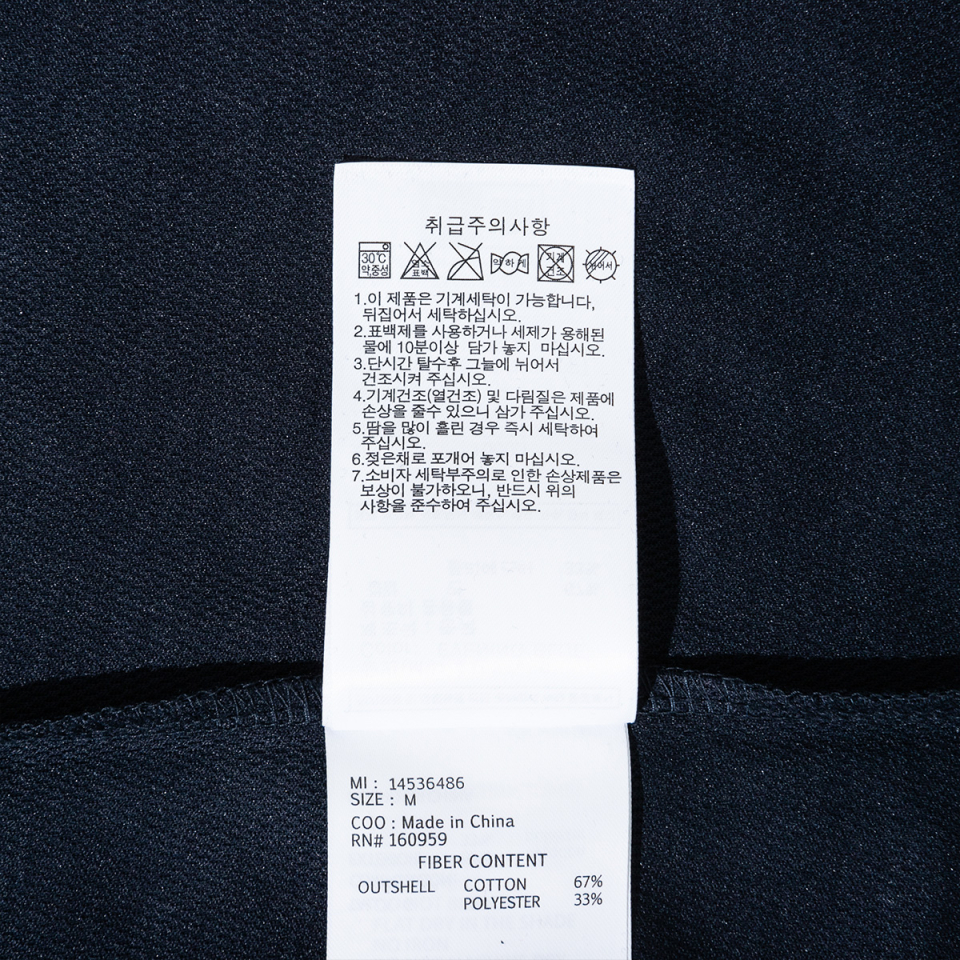 취급주의사항
30℃ 약중성 염소 표백 약하게 기계 건조 뉘어서
1.이 제품은 기계세탁이 가능합니다,
뒤집어서 세탁하십시오.
2.표백제를 사용하거나 세제가 용해된
물에 10분이상 담가 놓지 마십시오.
3.단시간 탈수후 그늘에 뉘어서
건조시켜 주십시오.
4.기계건조(열건조) 및 다림질은 제품에
손상을 줄수 있으니 삼가 주십시오.
5.땀을 많이 흘린 경우 즉시 세탁하여
주십시오.
6.젖은채로 포개어 놓지 마십시오.
7.소비자 세탁부주의로 인한 손상제품은
보상이 불가하오니, 반드시 위의
사항을 준수하여 주십시오.
MI : 14536486
SIZE : M
COO : Made in China
RN# 160959
FIBER CONTENT
OUTSHELL COTTON 67%
POLYESTER 33%